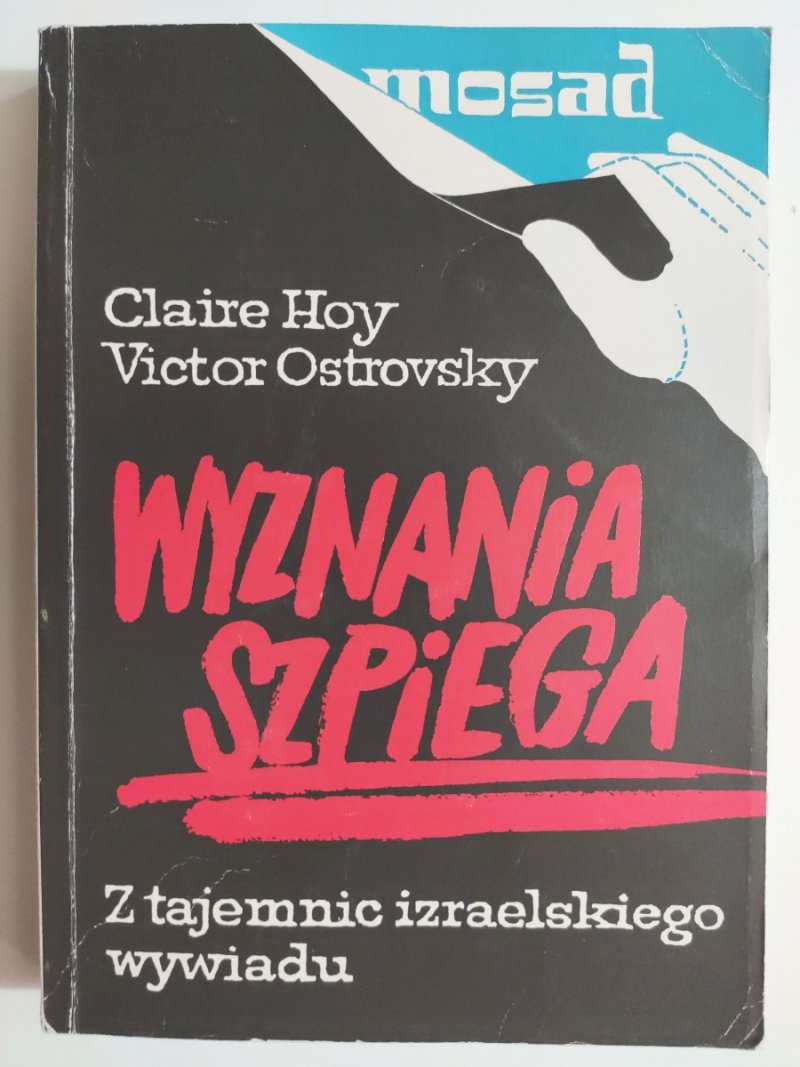 mosad
Claire Hoy
Victor Ostrovsky
WYZNANiA
SZPiEGA
Z tajemnic izraelskiego
wywiadu